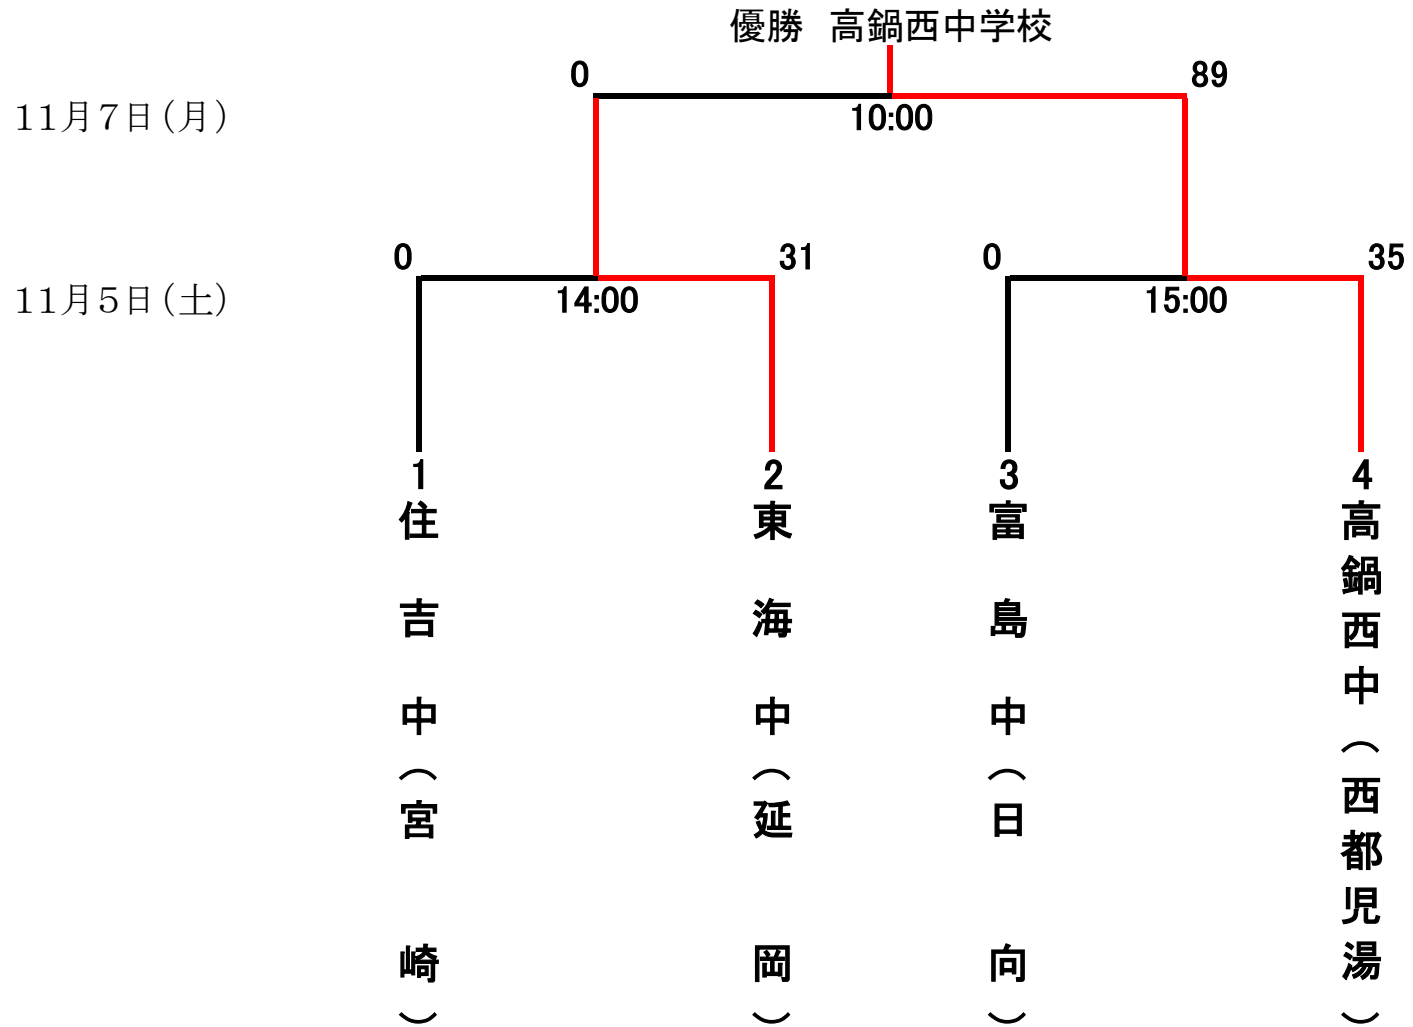 優勝　高鍋西中学校
0
89
11月７日（月）
10:00
0
31
0
35
11月５日（土）
14:00
15:00
1
2
3
4
住吉中（宮崎）
東海中（延岡）
富島中（日向）
高鍋西中（西都児湯）